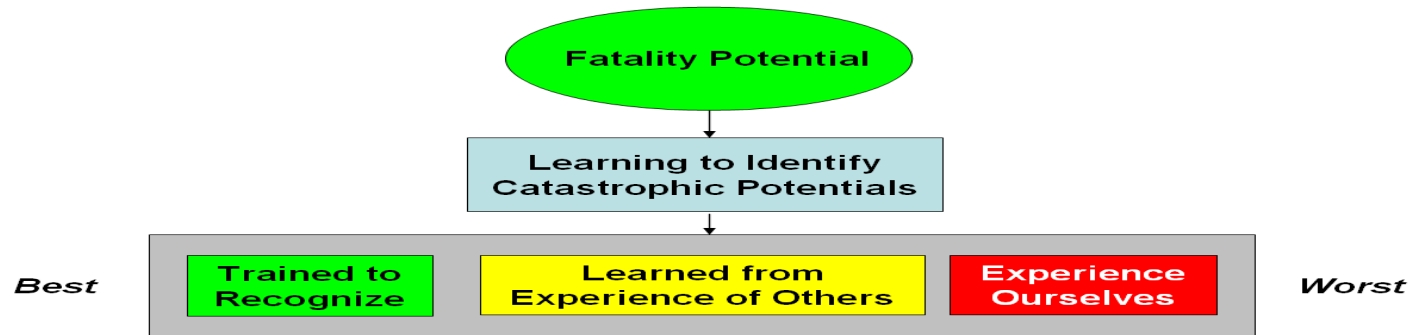 Fatality Potential
Learning to Identify
Catastrophic Potentials
Best
Trained to
Recognize
Learned from
Experience of Others
Experience
Ourselves
Worst